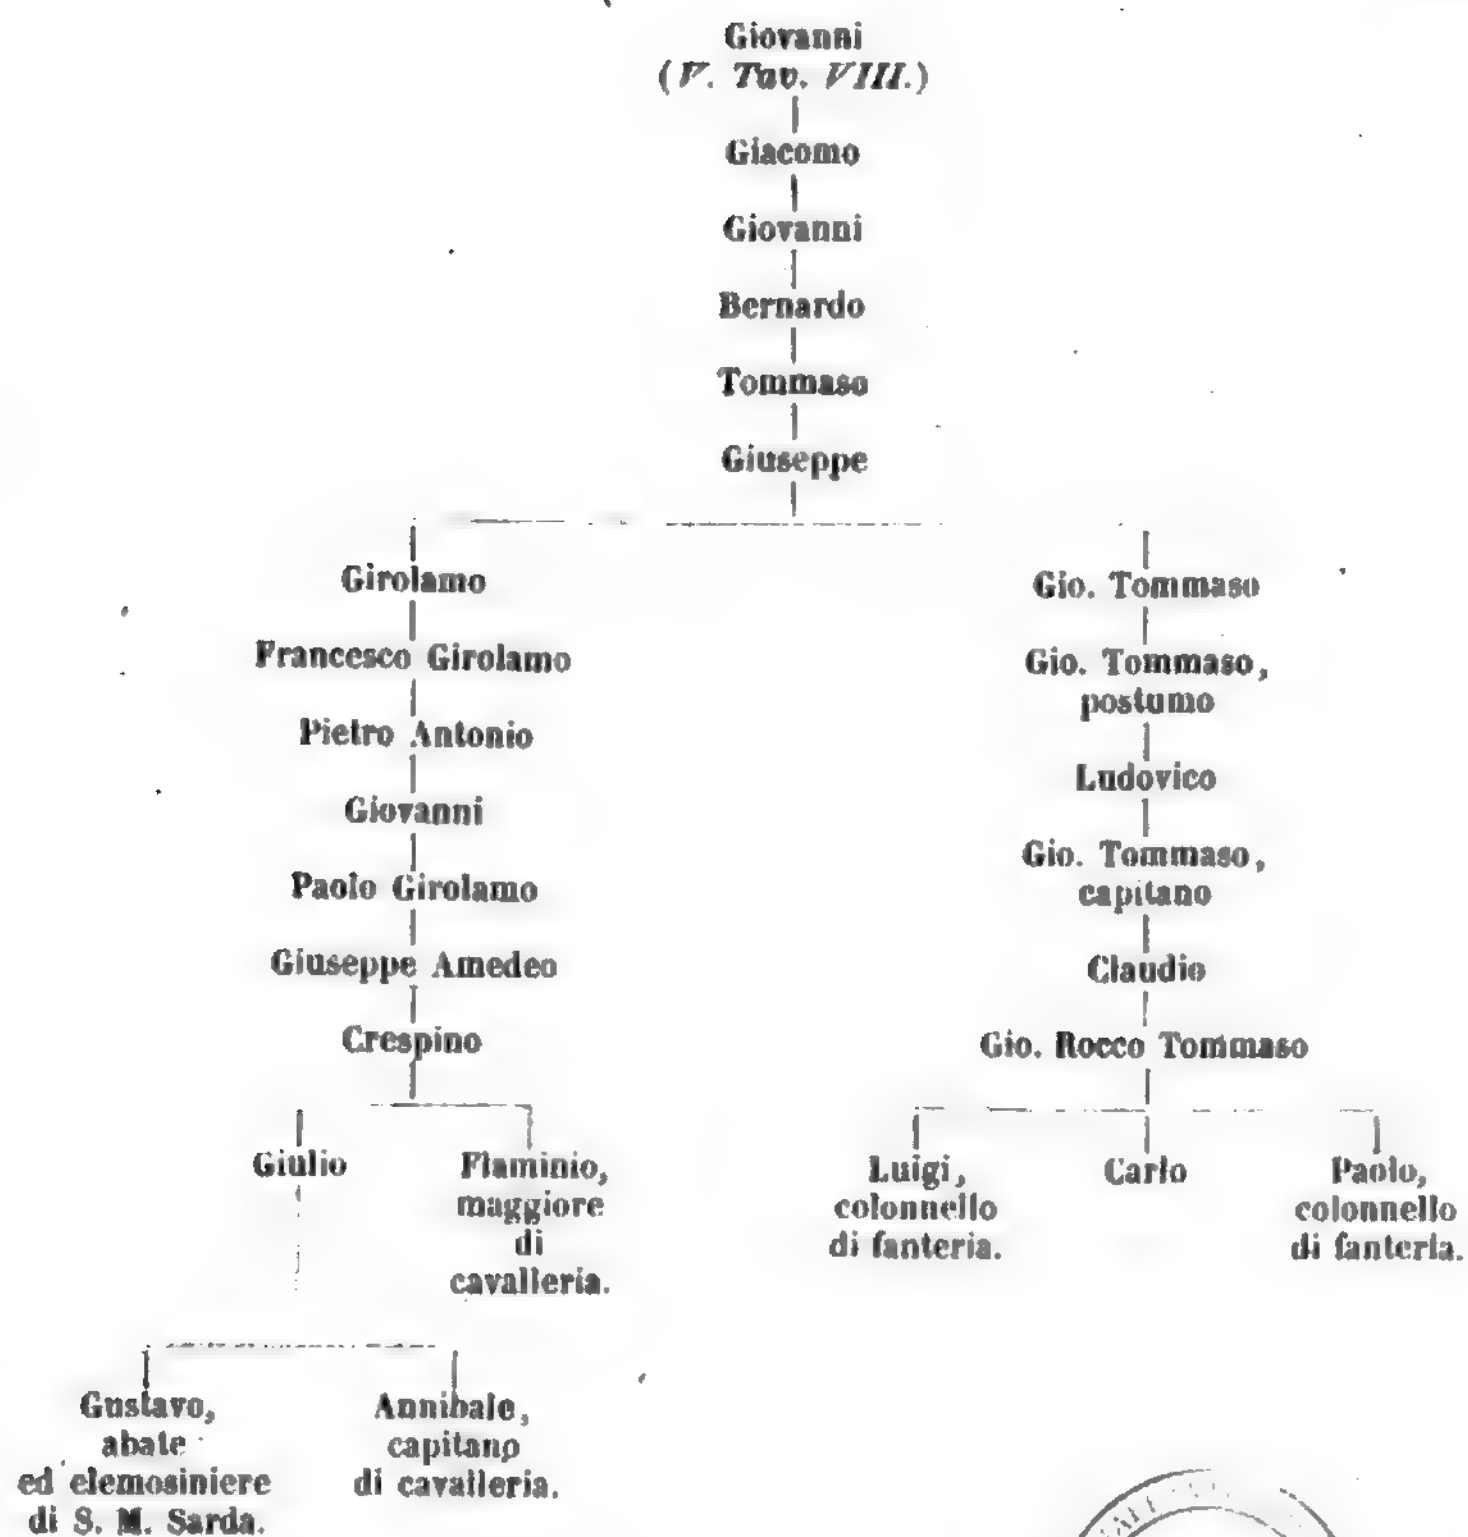 Giovanni
(V. Tav. VIII.)
Giacomo
Giovanni
Bernardo
Tommaso
Giuseppe
Girolamo
Francesco Girolamo
Pietro Antonio
Giovanni
Paolo Girolamo
Giuseppe Amedeo
Crespino
Giulio
Flaminio,
maggiore
di
cavalleria.
Gustavo,
abate
ed elemosiniere
di S. M. Sarda.
Annibale,
capitano
di cavalleria.
Gio. Tommaso
Gio. Tommaso,
postumo
Ludovico
Gio. Tommaso,
capitano
Claudio
Gio. Rocco Tommaso
Luigi,
colonnello
di fanteria.
Carlo
Paolo,
colonnello
di fanteria.